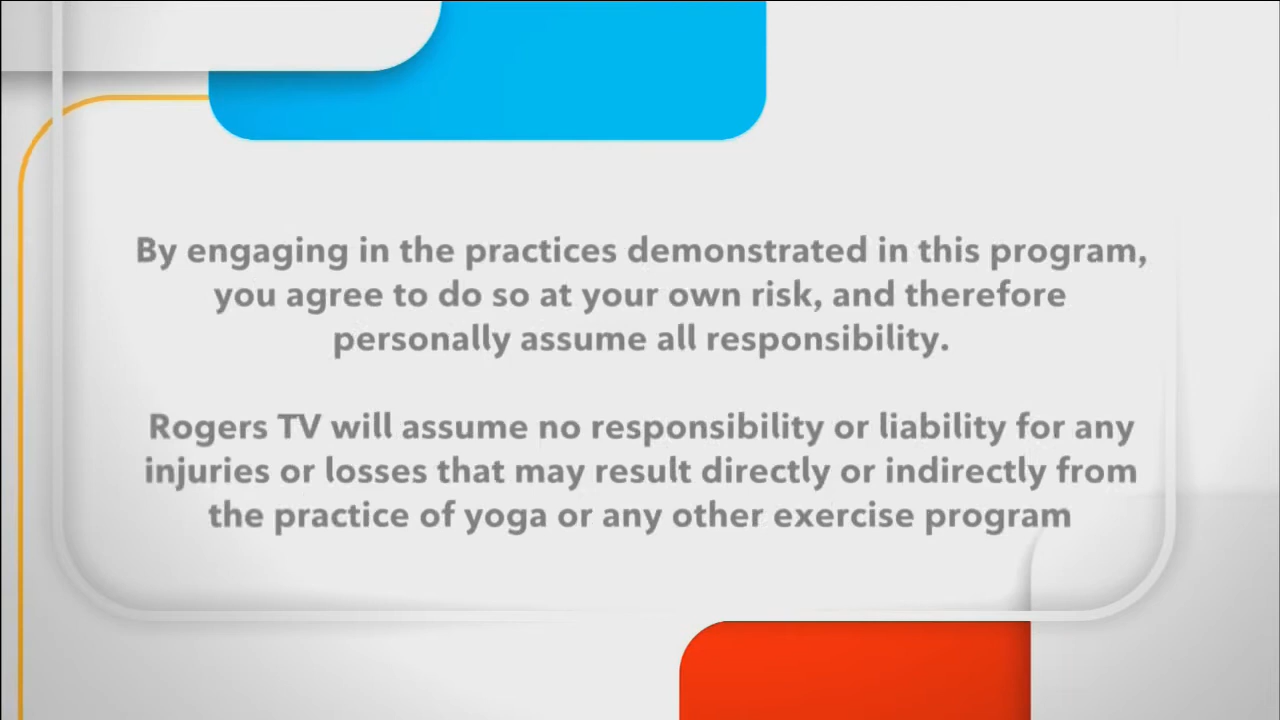 By engaging in the practices demonstrated in this program,
you agree to do so at your own risk, and therefore
personally assume all responsibility.
Rogers TV will assume no responsibility or liability for any
injuries or losses that may result directly or indirectly from
the practice of yoga or any other exercise program